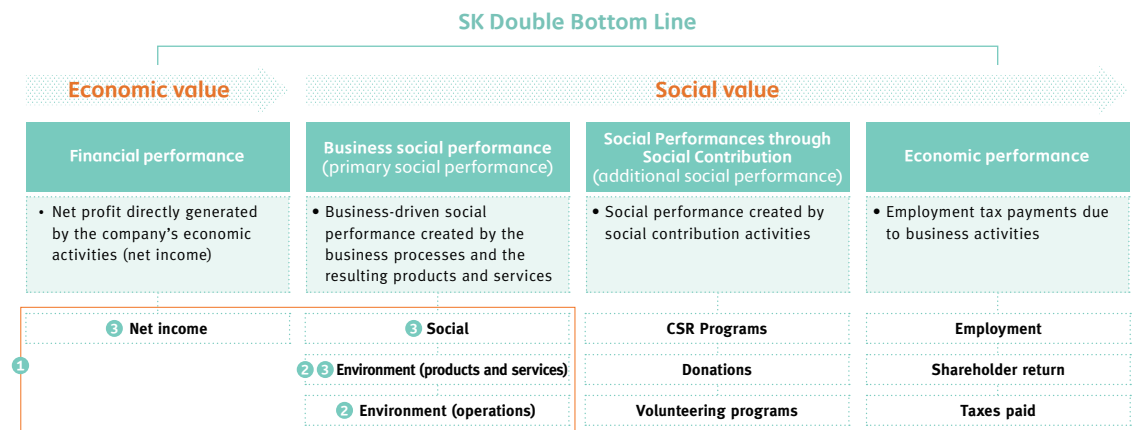 SK Double Bottom Line
Economic value
Social value
Financial performance
Business social performance
(primary social performance)
Social Performances through
Social Contribution
(additional social performance)
Economic performance
• Net profit directly generated
by the company's economic
activities (net income)
• Business-driven social
performance created by the
business processes and the
resulting products and services
• Social performance created by
social contribution activities
• Employment tax payments due
to business activities
1
3 Net income
3 Social
2 3 Environment (products and services)
2 Environment (operations)
CSR Programs
Donations
Volunteering programs
Employment
Shareholder return
Taxes paid